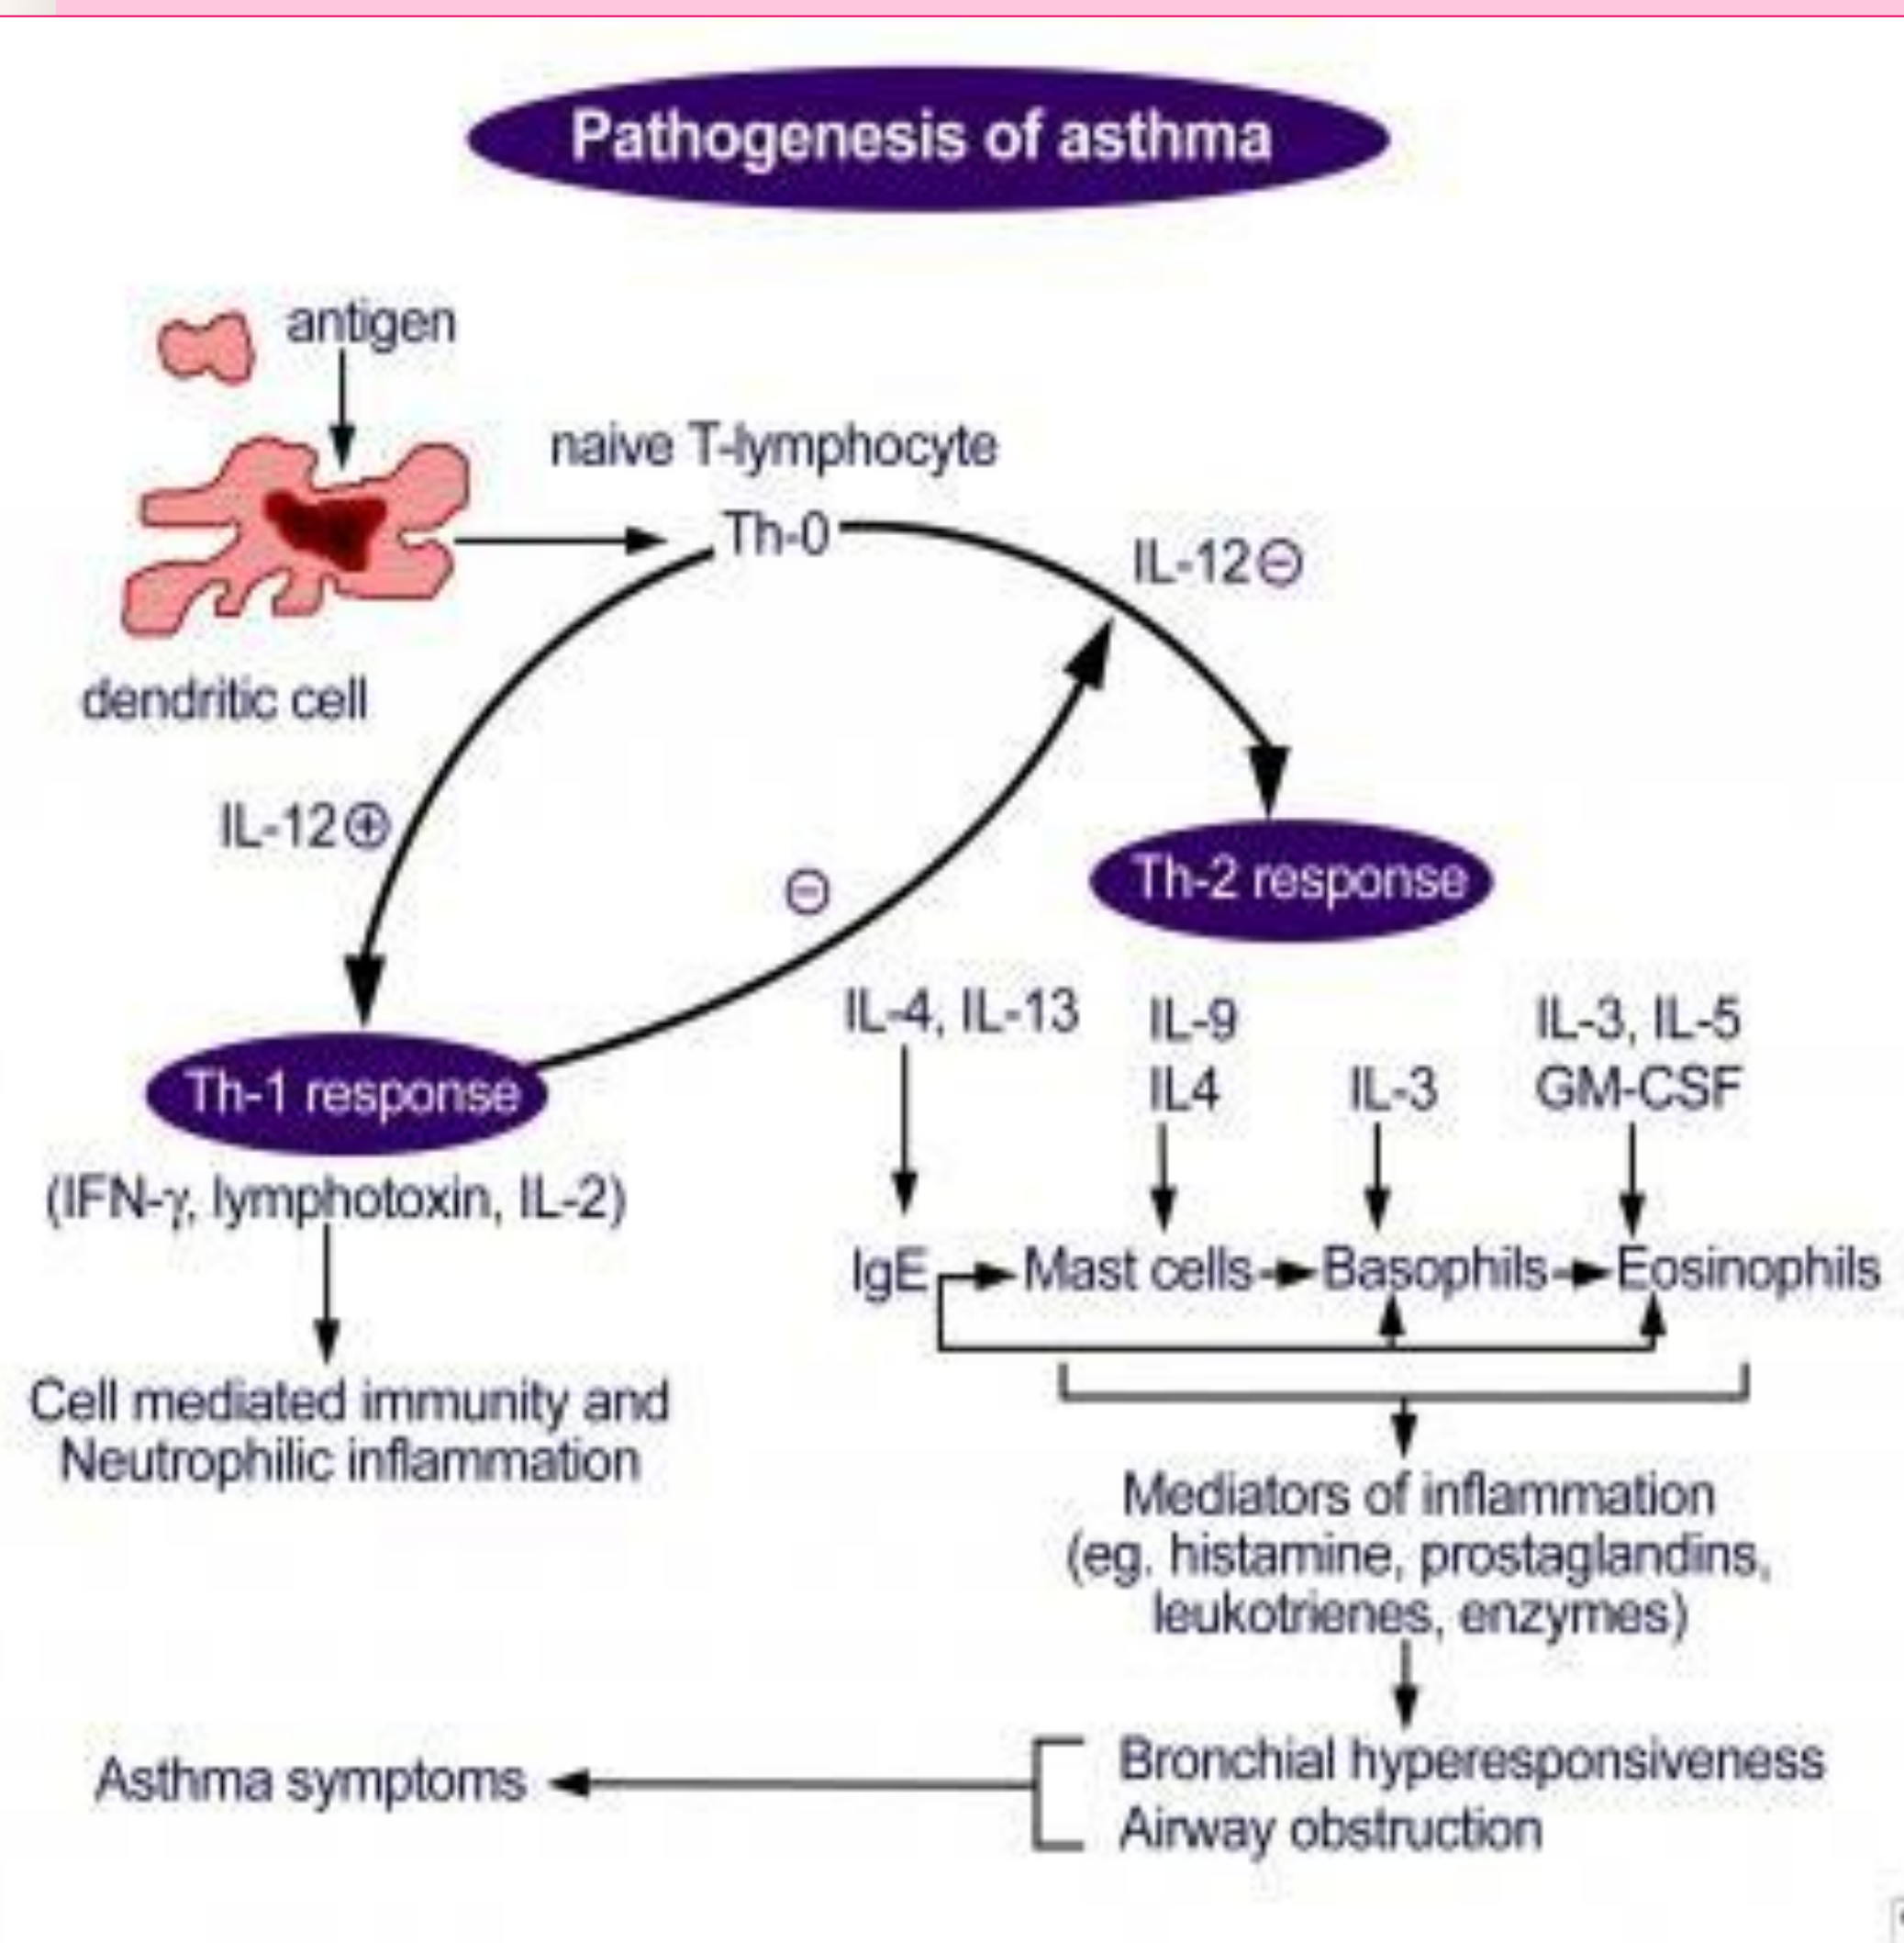 Pathogenesis of asthma
antigen
naive T-lymphocyte
Th-0
IL-12⊖
dendritic cell
IL-12⊕
⊖
Th-2 response
Th-1 response
(IFN-γ, lymphotoxin, IL-2)
Cell mediated immunity and
Neutrophilic inflammation
IL-4, IL-13
IL-9
IL4
IL-3
IL-3, IL-5
GM-CSF
IgE
Mast cells
Basophils
Eosinophils
Mediators of inflammation
(eg. histamine, prostaglandins,
leukotrienes, enzymes)
Bronchial hyperesponsiveness
Airway obstruction
Asthma symptoms